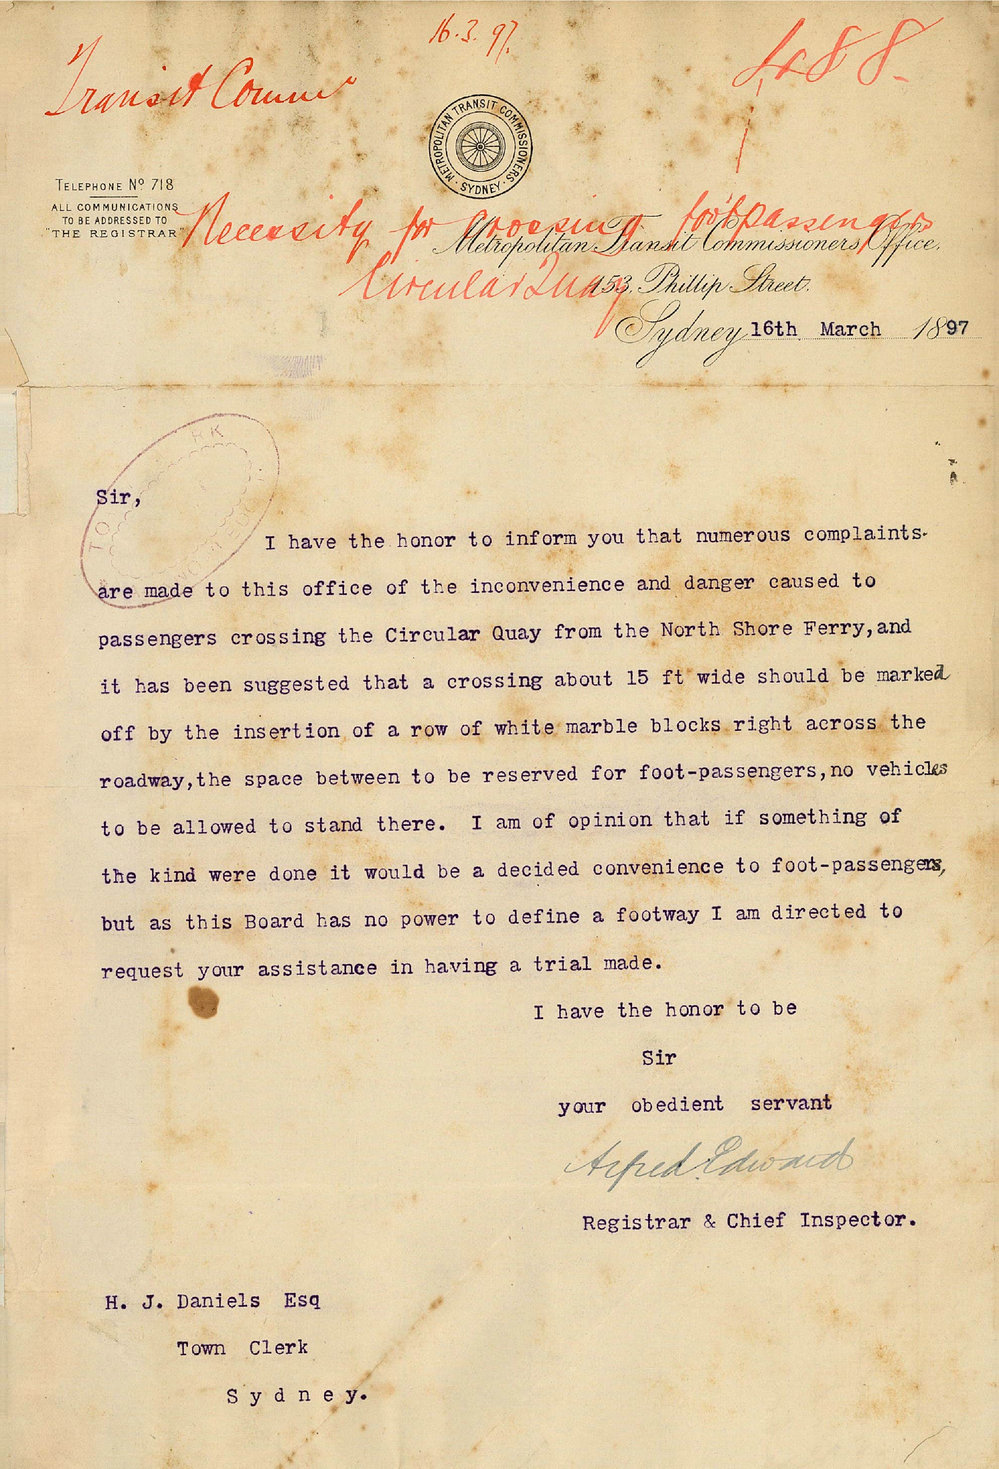 16.3.97.
Transit Comm
488
METROPOLITAN TRANSIT COMMISSIONERS.
SYDNEY
TELEPHONE No 718
ALL COMMUNICATIONS
TO BE ADDRESSED TO
"THE REGISTRAR"
Necessity for crossing footpassengers
Circular Quay
Metropolitan Transit Commissioners Office,
153, Phillip Street.
Sydney 16th March 1897
Sir,
I have the honor to inform you that numerous complaints
are made to this office of the inconvenience and danger caused to
passengers crossing the Circular Quay from the North Shore Ferry,and
it has been suggested that a crossing about 15 ft wide should be marked
off by the insertion of a row of white marble blocks right across the
roadway,the space between to be reserved for foot-passengers,no vehicles
to be allowed to stand there. I am of opinion that if something of
the kind were done it would be a decided convenience to foot-passengers,
but as this Board has no power to define a footway I am directed to
request your assistance in having a trial made.
I have the honor to be
Sir
your obedient servant
Alfred Edward
Registrar & Chief Inspector.
H. J. Daniels Esq
Town Clerk
Sydney.